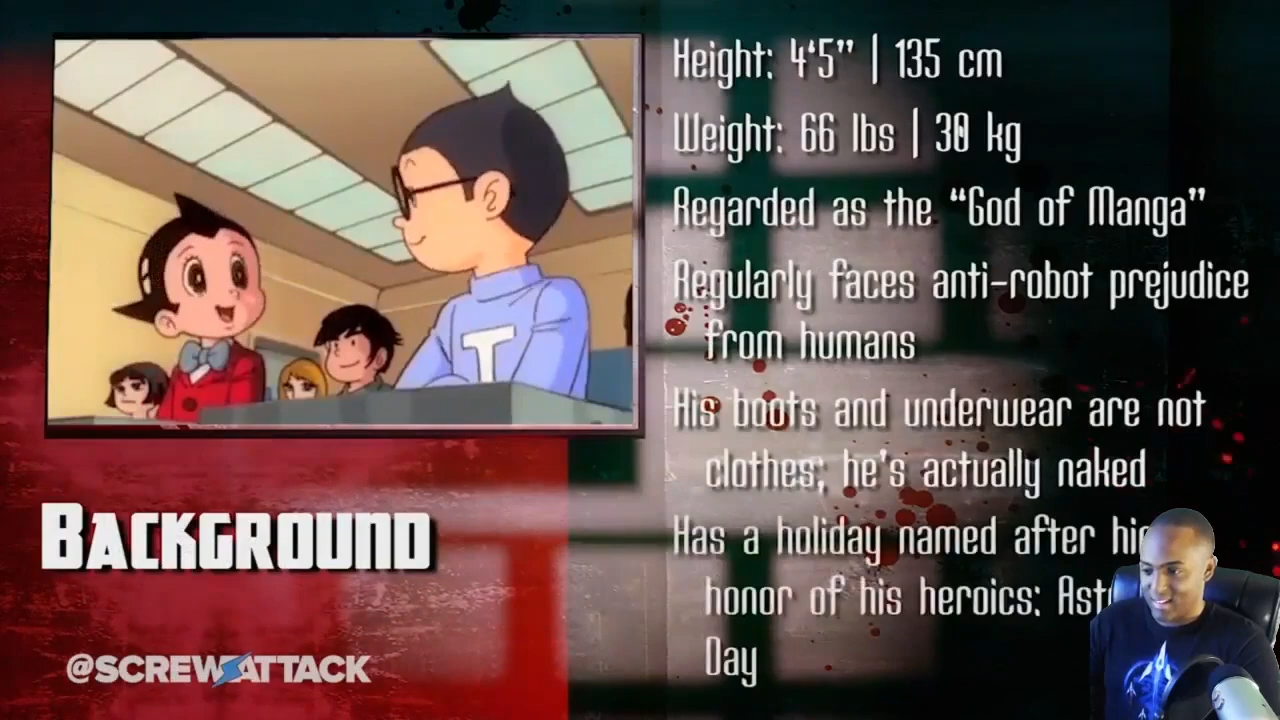 Height: 4'5" | 135 cm
Weight: 66 lbs | 30 kg
Regarded as the “God of Manga”
Regularly faces anti-robot prejudice
from humans
His boots and underwear are not
clothes; he's actually naked
Has a holiday named after
honor of his heroics:
Day
T
BACKGROUND
@SCREWATTACK